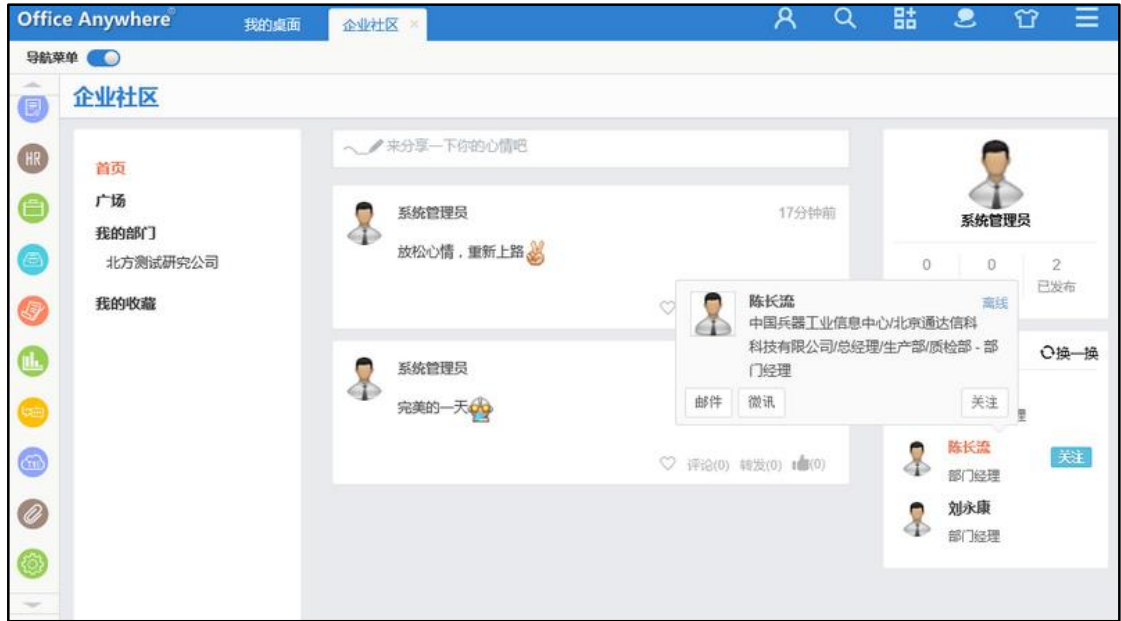 Office Anywhere®
我的桌面
企业社区 ×
导航菜单
企业社区
HR
首页
广场
我的部门
北方测试研究公司
我的收藏
来分享一下你的心情吧
系统管理员
17分钟前
放松心情，重新上路
系统管理员
完美的一天
评论(0) 转发(0) (0)
系统管理员
0 0 2
已发布
换一换
陈长流
离线
中国兵器工业信息中心/北京通达信科
科技有限公司/总经理/生产部/质检部 - 部
门经理
邮件
微讯
关注
理
陈长流
关注
部门经理
刘永康
部门经理